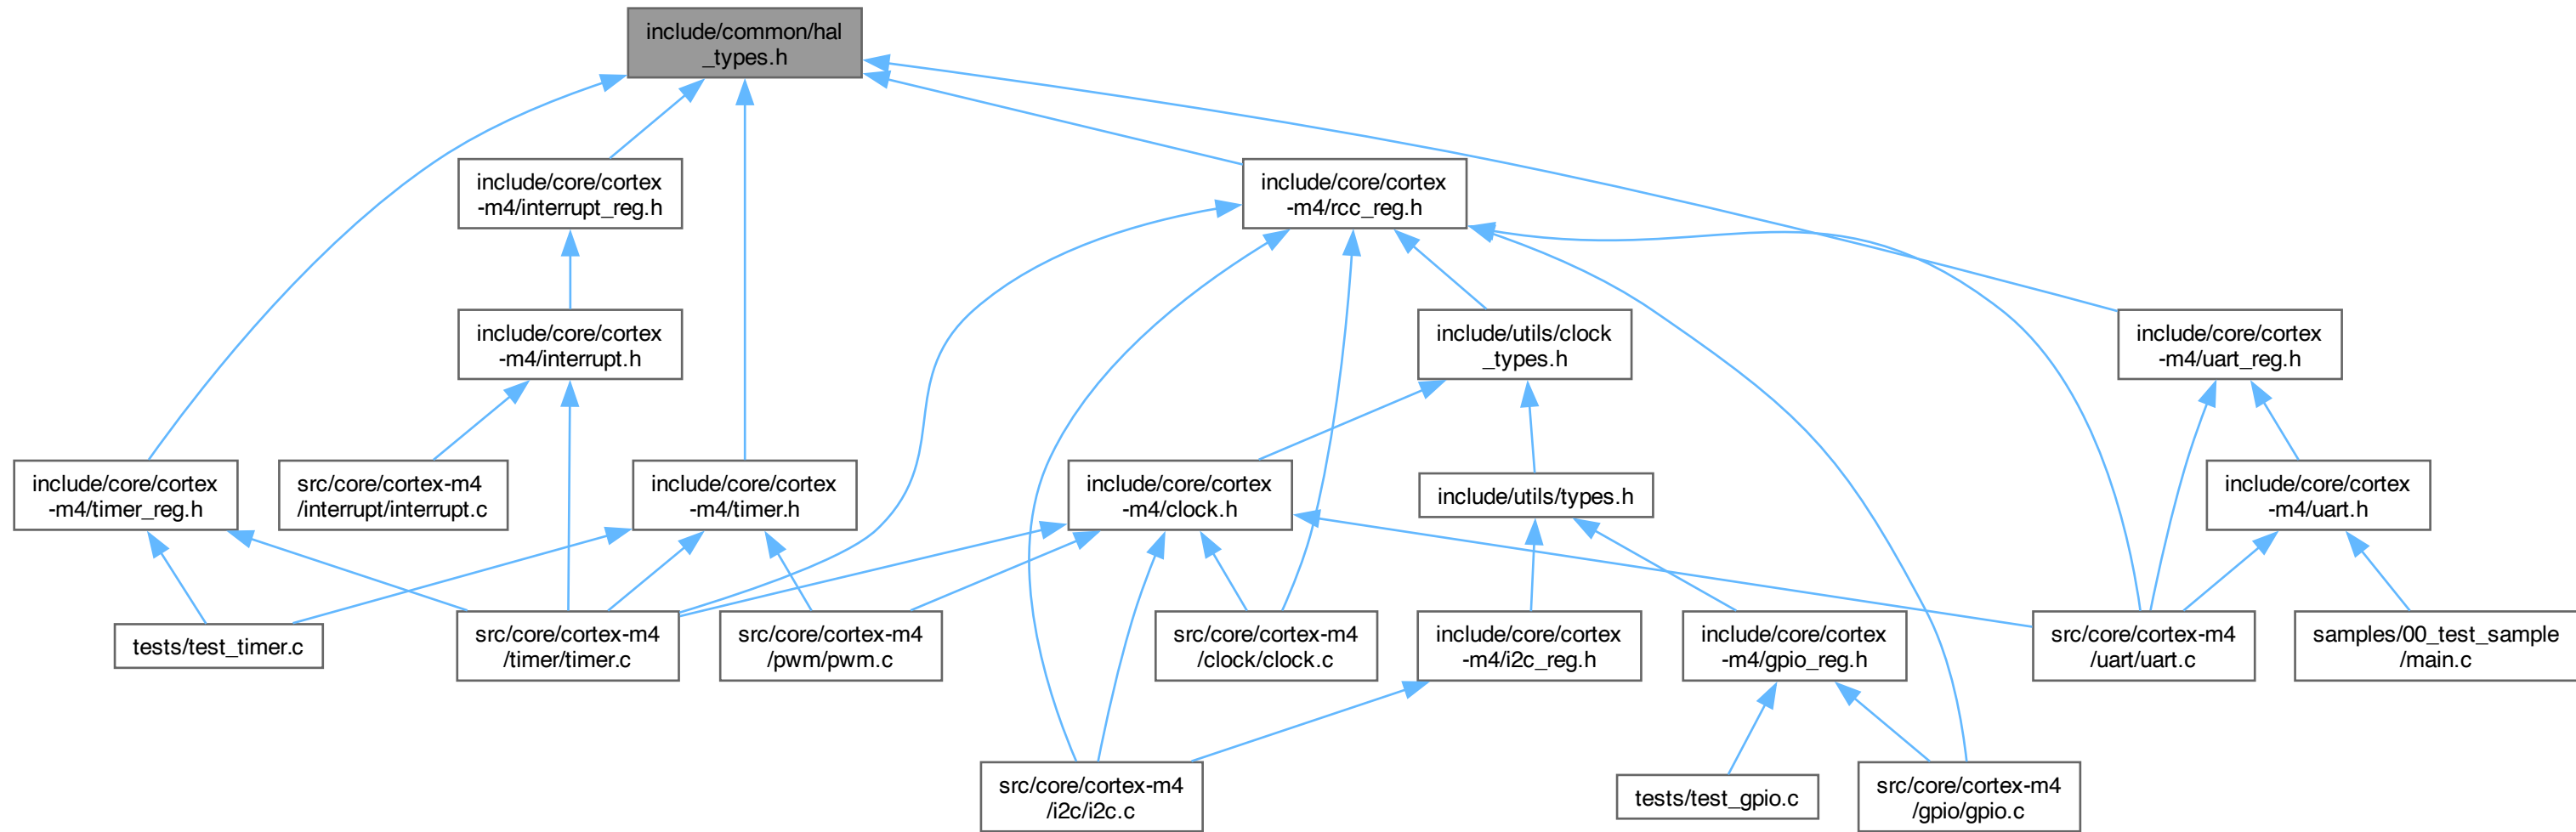 include/common/hal
_types.h
include/core/cortex
-m4/interrupt_reg.h
include/core/cortex
-m4/rcc_reg.h
include/core/cortex
-m4/interrupt.h
include/utils/clock
_types.h
include/core/cortex
-m4/uart_reg.h
include/core/cortex
-m4/timer_reg.h
src/core/cortex-m4
/interrupt/interrupt.c
include/core/cortex
-m4/timer.h
include/core/cortex
-m4/clock.h
include/utils/types.h
include/core/cortex
-m4/uart.h
tests/test_timer.c
src/core/cortex-m4
/timer/timer.c
src/core/cortex-m4
/pwm/pwm.c
src/core/cortex-m4
/clock/clock.c
include/core/cortex
-m4/i2c_reg.h
include/core/cortex
-m4/gpio_reg.h
src/core/cortex-m4
/uart/uart.c
samples/00_test_sample
/main.c
src/core/cortex-m4
/i2c/i2c.c
tests/test_gpio.c
src/core/cortex-m4
/gpio/gpio.c